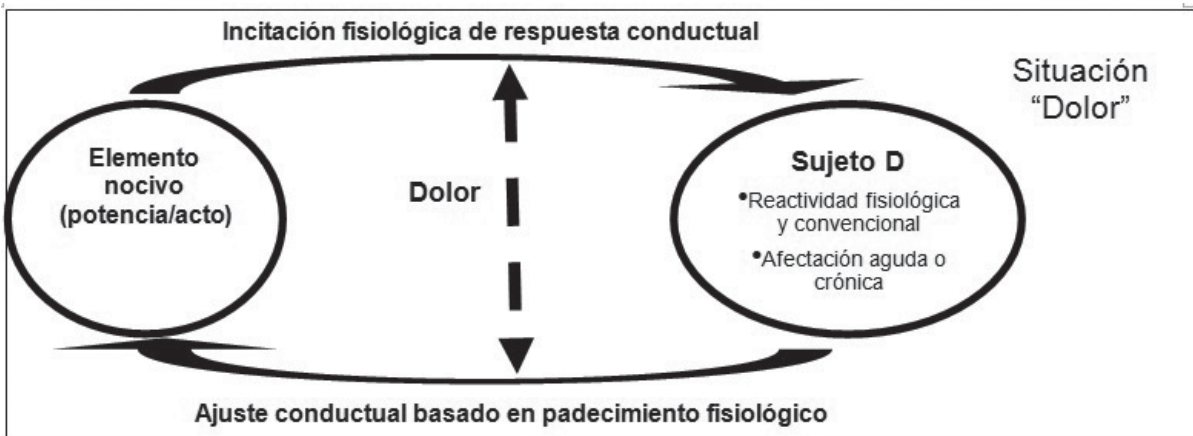 Incitación fisiológica de respuesta conductual
Situación
“Dolor”
Elemento
nocivo
(potencia/acto)
Dolor
Sujeto D
•Reactividad fisiológica
y convencional
•Afectación aguda o
crónica
Ajuste conductual basado en padecimiento fisiológico